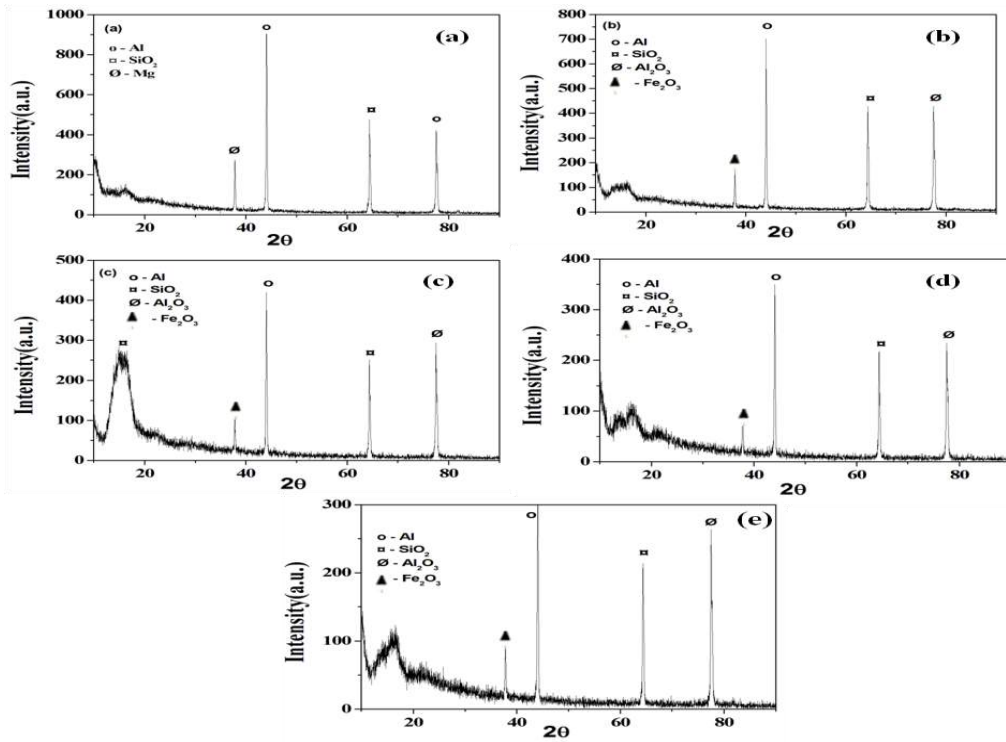 (a)
(a)
o - Al
□ - SiO₂
Ø - Mg
Ø
o
¤
o
1000
800
600
400
200
0
20
40
60
80
Intensity(a.u.)
2θ
(b)
(b)
o - Al
¤ - SiO₂
Ø - Al₂O₃
▲ - Fe₂O₃
▲
o
¤
Ø
800
700
600
500
400
300
200
100
0
20
40
60
80
Intensity(a.u.)
2θ
(c)
(c)
o - Al
¤ - SiO₂
Ø - Al₂O₃
▲ - Fe₂O₃
¤
▲
o
¤
Ø
500
400
300
200
100
0
20
40
60
80
Intensity(a.u.)
2θ
(d)
o - Al
¤ - SiO₂
Ø - Al₂O₃
▲ - Fe₂O₃
▲
o
¤
Ø
400
300
200
100
0
20
40
60
80
Intensity(a.u.)
2θ
(e)
o - Al
¤ - SiO₂
Ø - Al₂O₃
▲ - Fe₂O₃
▲
o
¤
Ø
300
200
100
0
20
40
60
80
Intensity(a.u.)
2θ